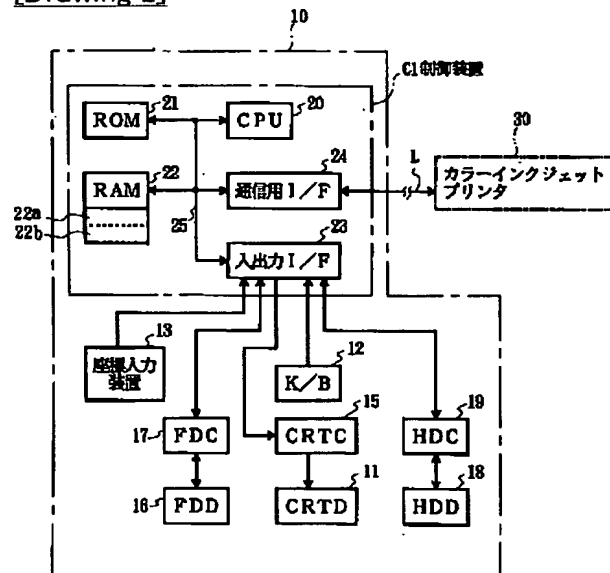 [Drawing 2]
10
C1制御装置
ROM
21
CPU
20
RAM
22
通信用I/F
24
L
30
カラーインクジェット
プリンタ
22a
22b
25
23
入出力I/F
13
座標入力
装置
12
K/B
17
FDC
15
CRTC
19
HDC
16
FDD
11
CRTD
18
HDD